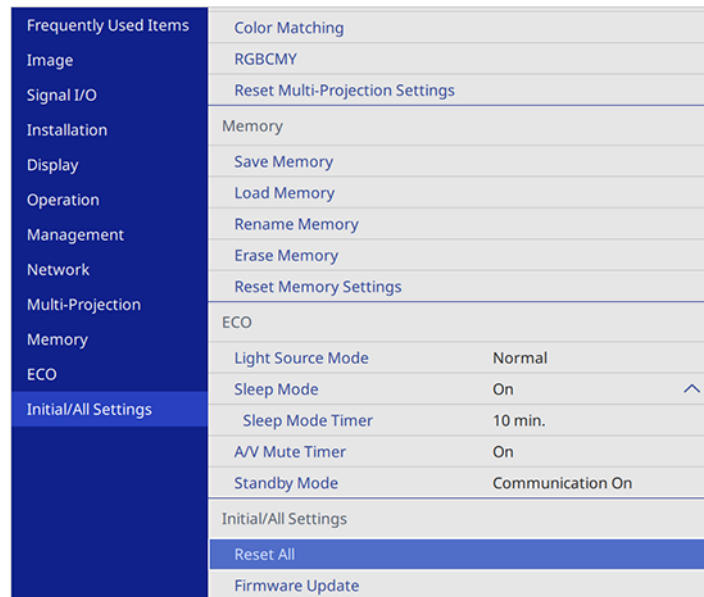 Frequently Used Items
Image
Signal I/O
Installation
Display
Operation
Management
Network
Multi-Projection
Memory
ECO
Initial/All Settings
Color Matching
RGBCMY
Reset Multi-Projection Settings
Memory
Save Memory
Load Memory
Rename Memory
Erase Memory
Reset Memory Settings
ECO
Light Source Mode Normal
Sleep Mode On
Sleep Mode Timer 10 min.
A/V Mute Timer On
Standby Mode Communication On
Initial/All Settings
Reset All
Firmware Update